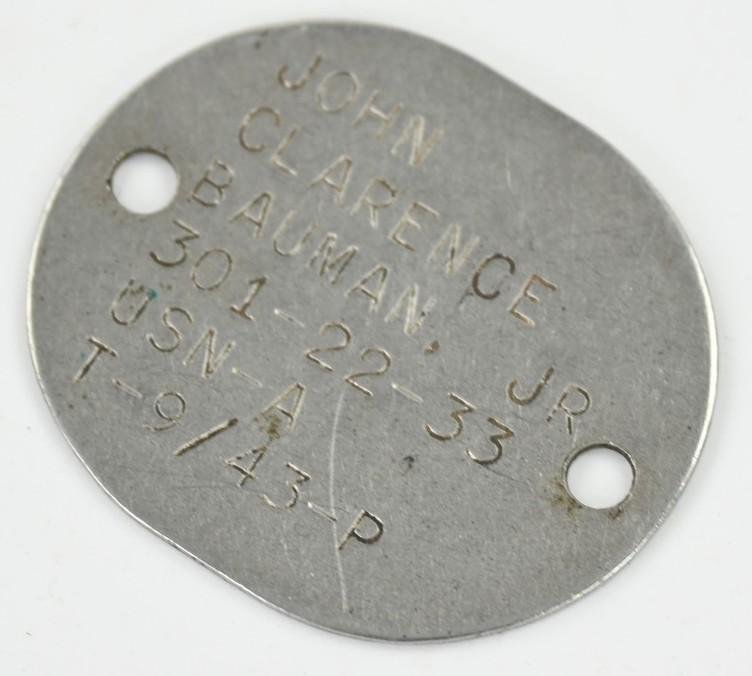 JOHN
CLARENCE
BAUMAN, JR
301-22-33
USN-A
T-9/43-P